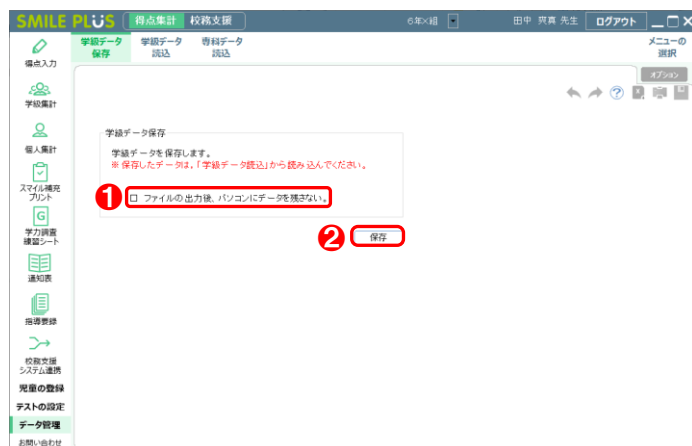 SMILE PLUS 得点集計 校務支援 6年×組 田中 爽真 先生 ログアウト
学級データ保存 学級データ読込 専科データ読込 メニューの選択
オプション
得点入力
学級集計
個人集計
スマイル補充
プリント
G
学力調査
練習シート
通知表
指導要録
校務支援
システム連携
児童の登録
テストの設定
データ管理
お問い合わせ
学級データ保存
学級データを保存します。
※保存したデータは、「学級データ読込」から読み込んでください。
1
ファイルの出力後、パソコンにデータを残さない。
2
保存